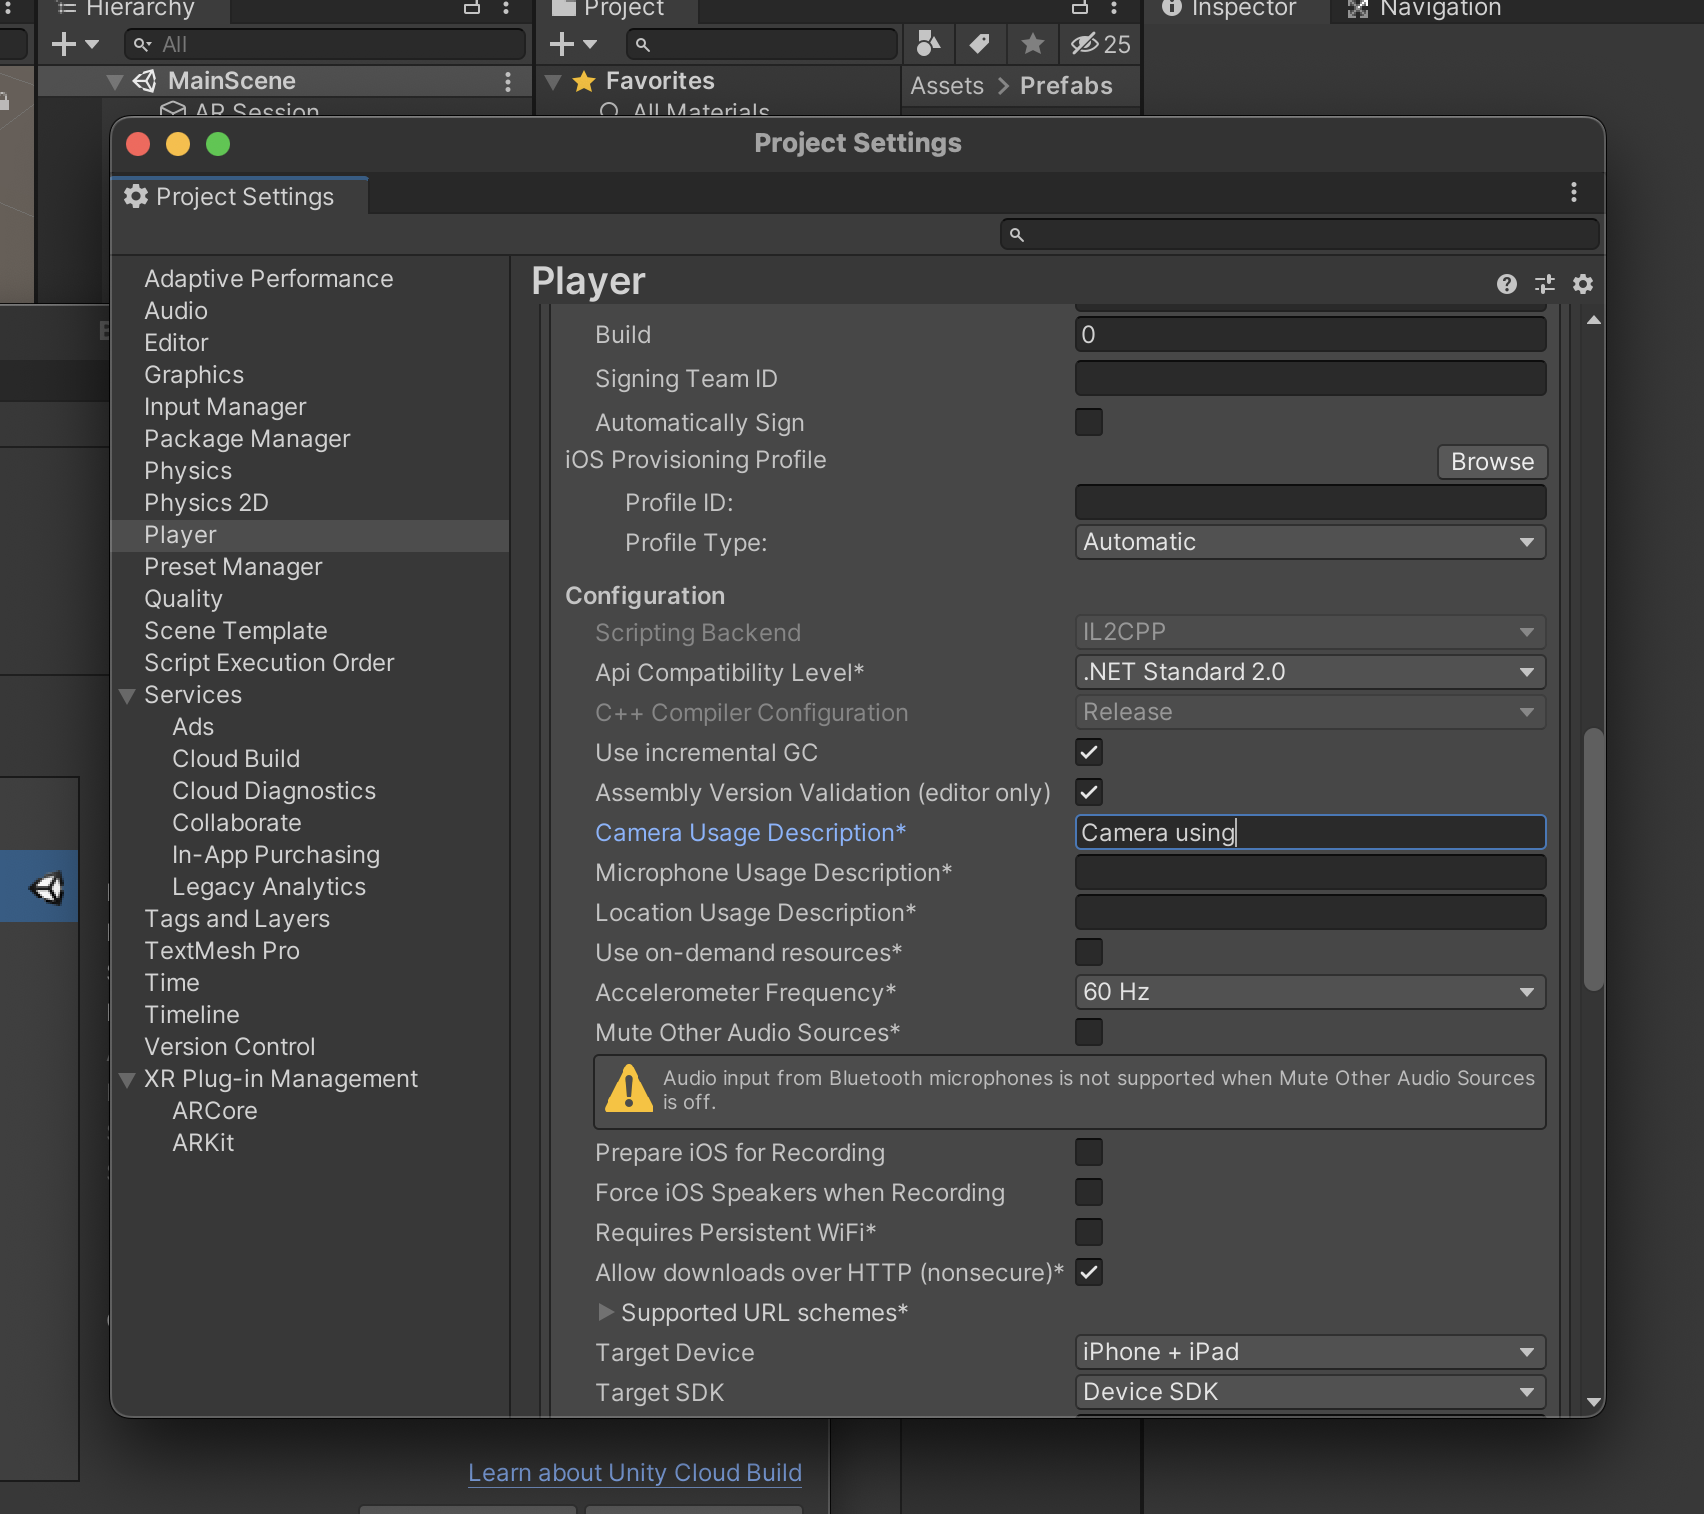 Hierarchy
Project
Inspector
Navigation
All
25
MainScene
Favorites
Assets > Prefabs
AR Session
All Materials
Project Settings
Project Settings
Adaptive Performance
Audio
Editor
Graphics
Input Manager
Package Manager
Physics
Physics 2D
Player
Preset Manager
Quality
Scene Template
Script Execution Order
Services
Ads
Cloud Build
Cloud Diagnostics
Collaborate
In-App Purchasing
Legacy Analytics
Tags and Layers
TextMesh Pro
Time
Timeline
Version Control
XR Plug-in Management
ARCore
ARKit
Player
Build 0
Signing Team ID
Automatically Sign
iOS Provisioning Profile Browse
Profile ID:
Profile Type: Automatic
Configuration
Scripting Backend IL2CPP
Api Compatibility Level* .NET Standard 2.0
C++ Compiler Configuration Release
Use incremental GC
Assembly Version Validation (editor only)
Camera Usage Description* Camera using
Microphone Usage Description*
Location Usage Description*
Use on-demand resources*
Accelerometer Frequency* 60 Hz
Mute Other Audio Sources*
Audio input from Bluetooth microphones is not supported when Mute Other Audio Sources
is off.
Prepare iOS for Recording
Force iOS Speakers when Recording
Requires Persistent WiFi*
Allow downloads over HTTP (nonsecure)*
Supported URL schemes*
Target Device iPhone + iPad
Target SDK Device SDK
Learn about Unity Cloud Build